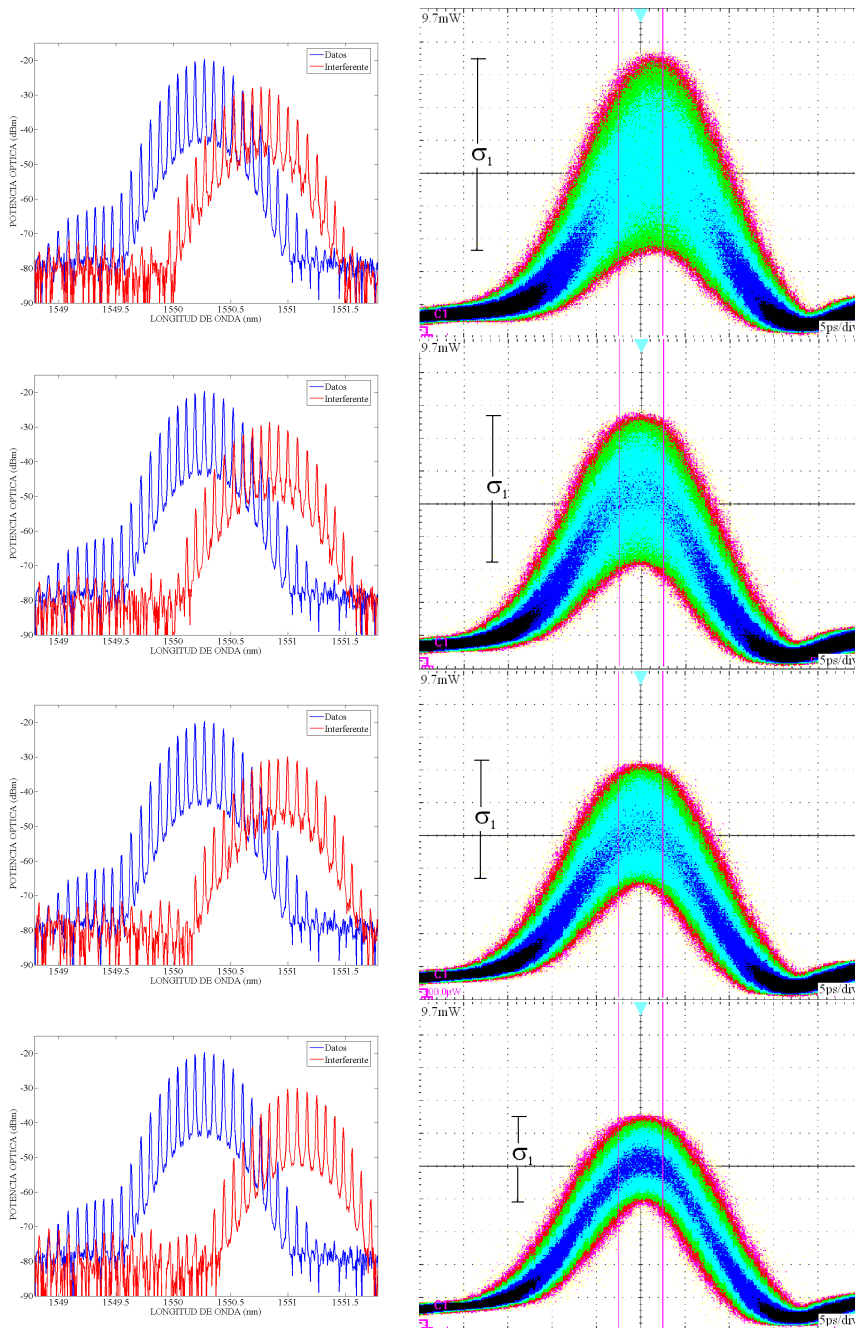 -20
-30
-40
-50
-60
-70
-80
-90
POTENCIA OPTICA (dBm)
Datos
Interferente
1549
1549.5
1550
1550.5
1551
1551.5
LONGITUD DE ONDA (nm)
9.7mW
σ1
C1
5ps/div
-20
-30
-40
-50
-60
-70
-80
-90
POTENCIA OPTICA (dBm)
Datos
Interferente
1549
1549.5
1550
1550.5
1551
1551.5
LONGITUD DE ONDA (nm)
9.7mW
σ1
C1
5ps/div
-20
-30
-40
-50
-60
-70
-80
-90
POTENCIA OPTICA (dBm)
Datos
Interferente
1549
1549.5
1550
1550.5
1551
1551.5
LONGITUD DE ONDA (nm)
9.7mW
σ1
C1
00.0µW
5ps/div
-20
-30
-40
-50
-60
-70
-80
-90
POTENCIA OPTICA (dBm)
Datos
Interferente
1549
1549.5
1550
1550.5
1551
1551.5
LONGITUD DE ONDA (nm)
9.7mW
σ1
C1
5ps/div